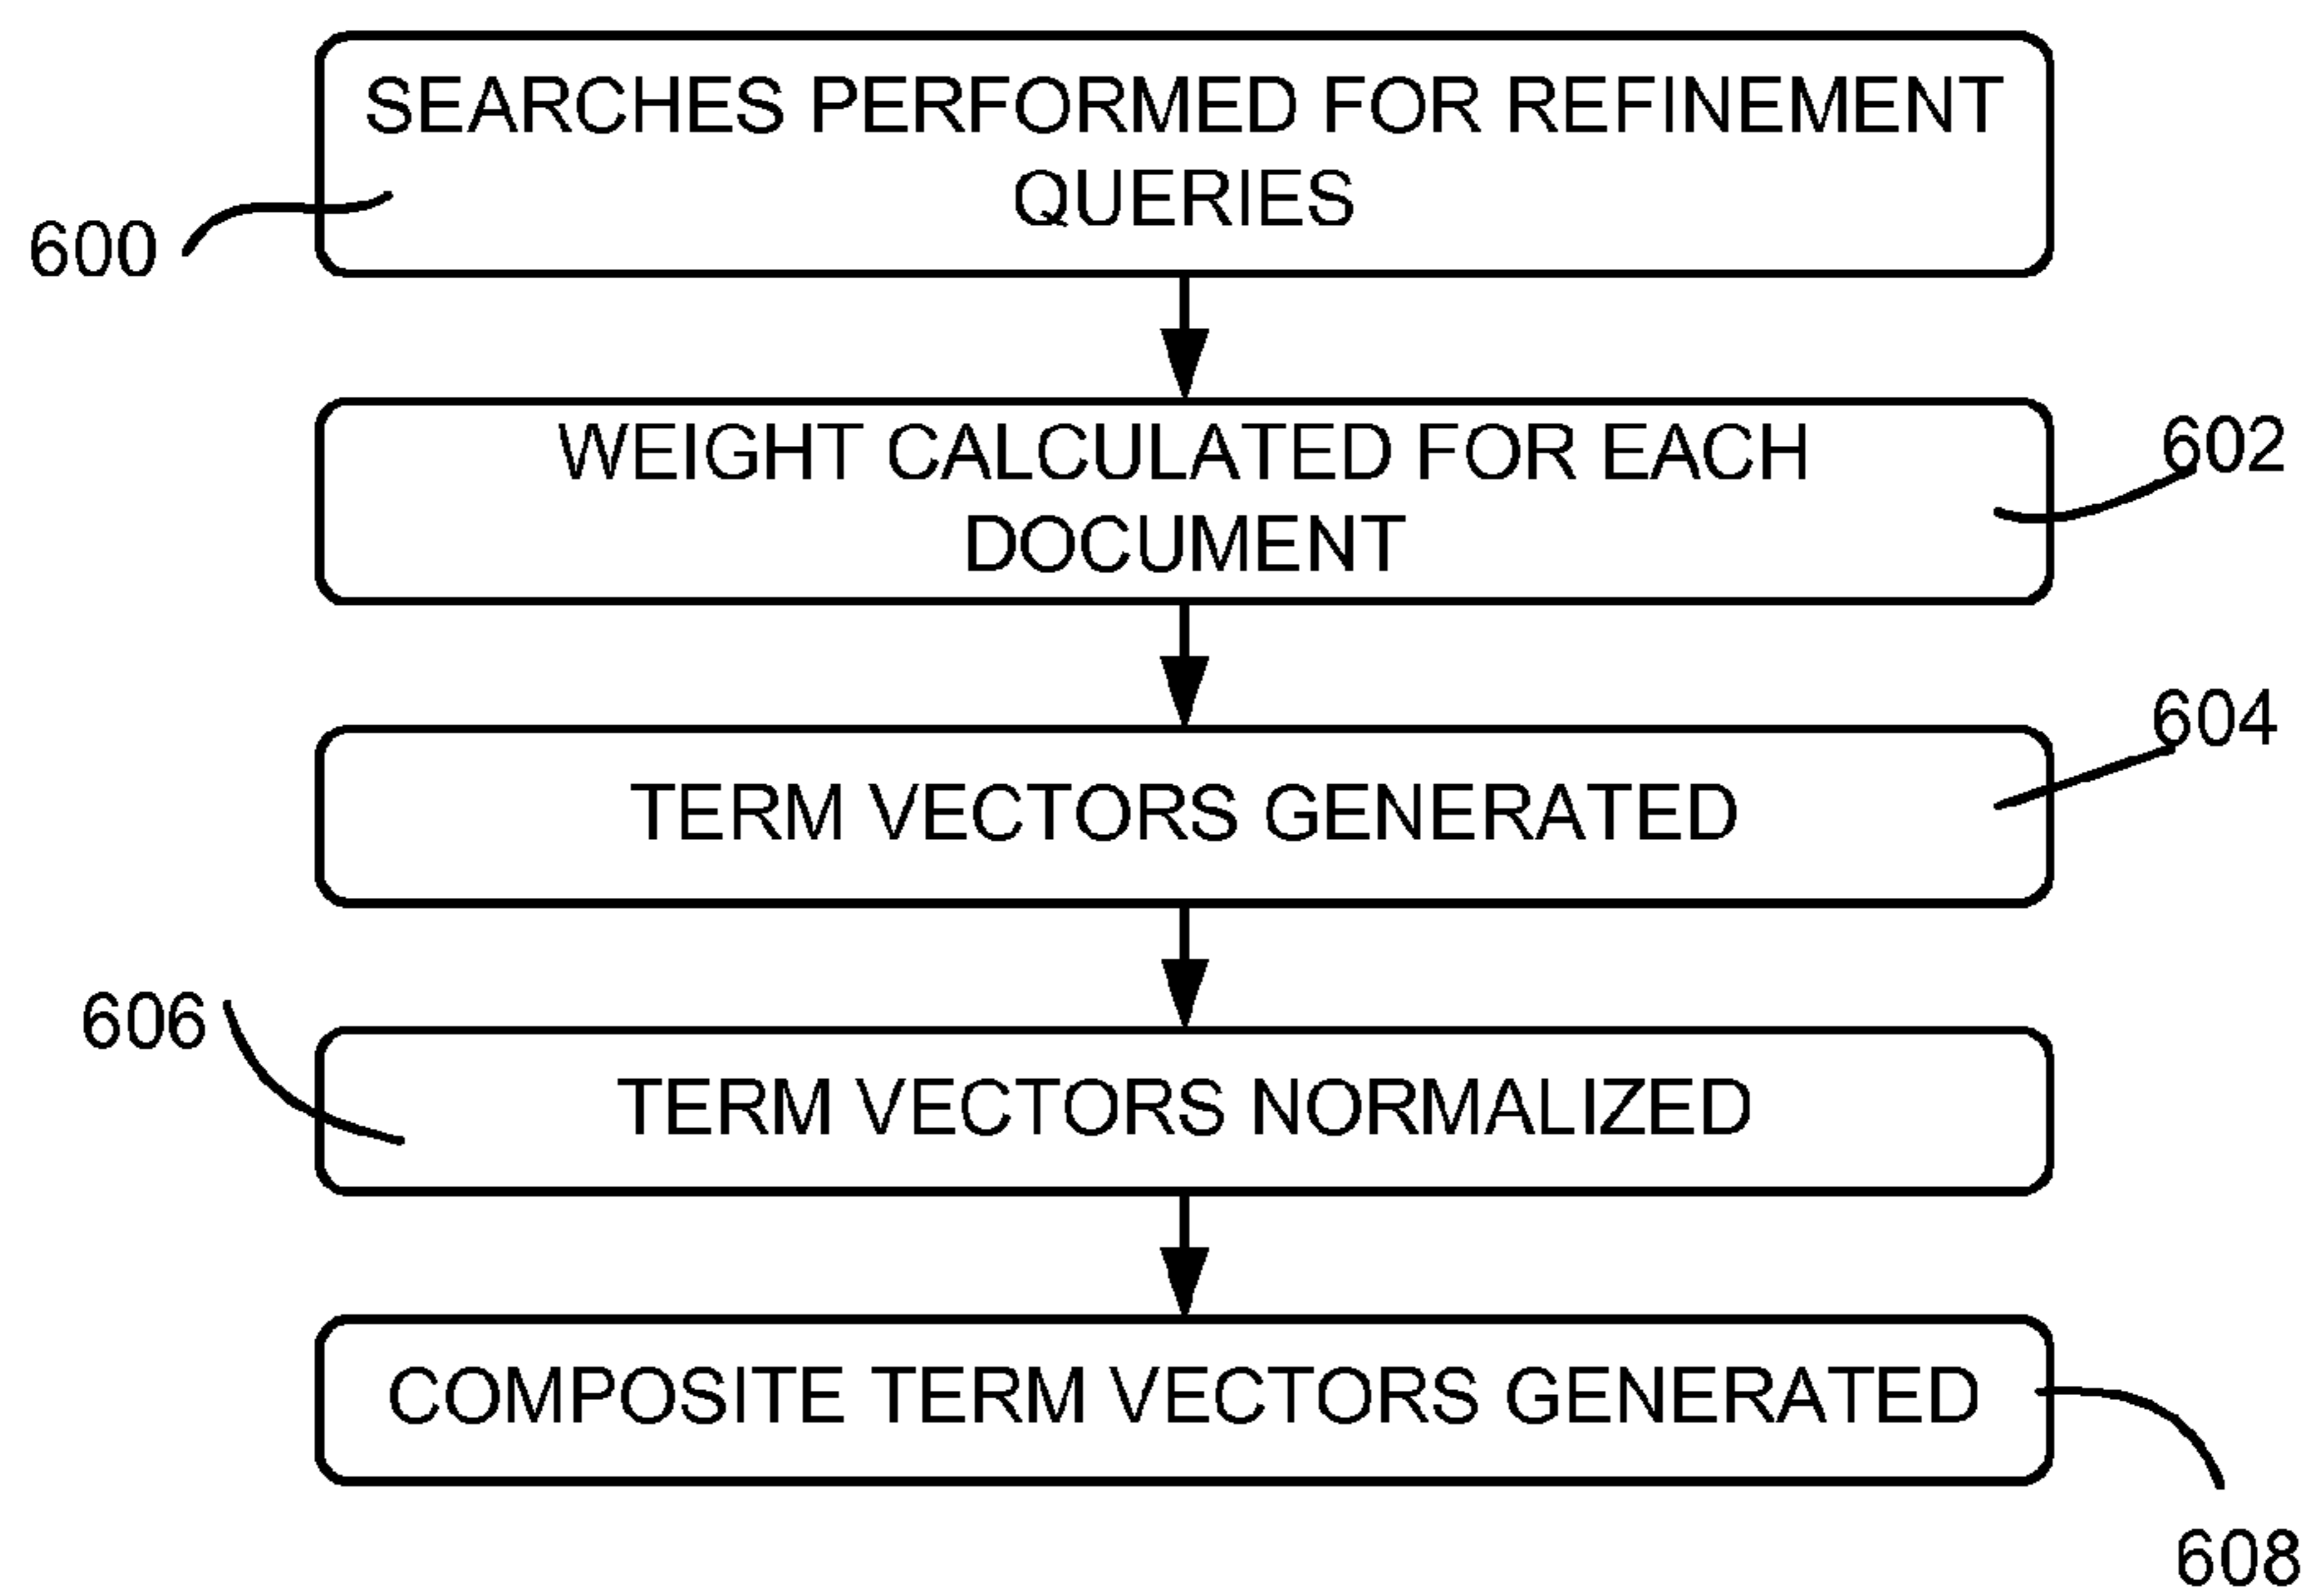 SEARCHES PERFORMED FOR REFINEMENT
QUERIES
600
WEIGHT CALCULATED FOR EACH
DOCUMENT
602
TERM VECTORS GENERATED
604
606
TERM VECTORS NORMALIZED
COMPOSITE TERM VECTORS GENERATED
608